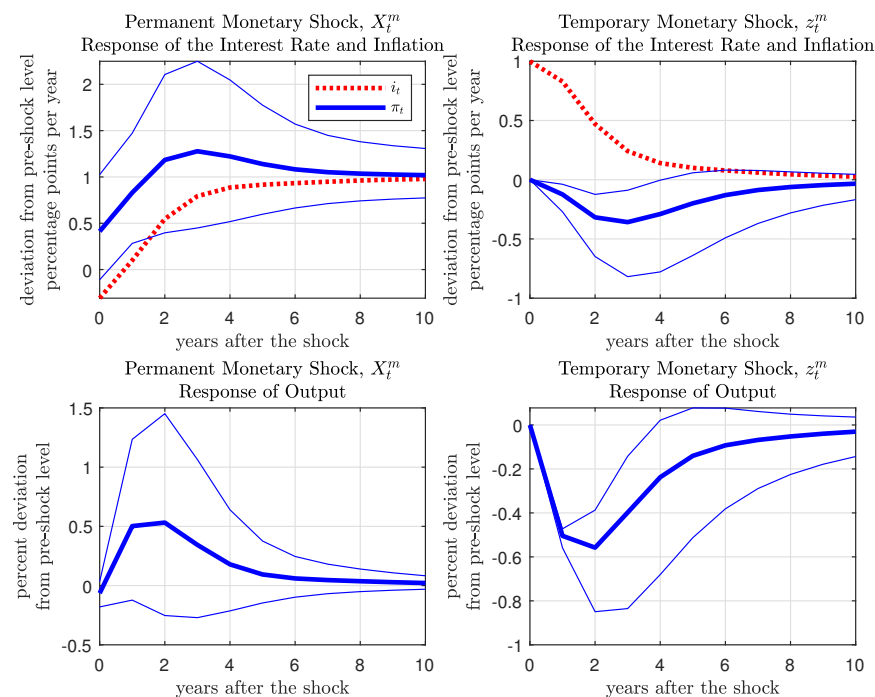 Permanent Monetary Shock, X_t^m
Response of the Interest Rate and Inflation
deviation from pre-shock level
percentage points per year
2
1.5
1
0.5
0
i_t
π_t
0 2 4 6 8 10
years after the shock
Temporary Monetary Shock, z_t^m
Response of the Interest Rate and Inflation
deviation from pre-shock level
percentage points per year
1
0.5
0
-0.5
-1
0 2 4 6 8 10
years after the shock
Permanent Monetary Shock, X_t^m
Response of Output
percent deviation
from pre-shock level
1.5
1
0.5
0
-0.5
0 2 4 6 8 10
years after the shock
Temporary Monetary Shock, z_t^m
Response of Output
percent deviation
from pre-shock level
0
-0.2
-0.4
-0.6
-0.8
-1
0 2 4 6 8 10
years after the shock